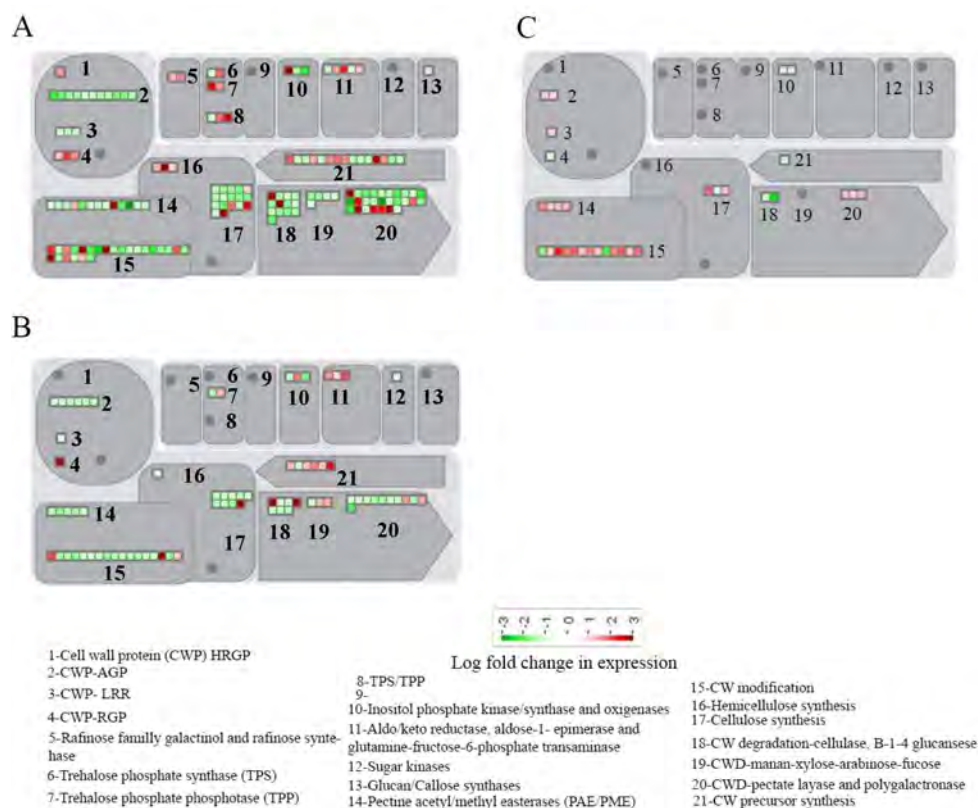 A
1 5 6 9 10 11 12 13
7
2
8
3
4
16
21
14
17 18 19 20
15
C
1 5 6 9 10 11 12 13
7
2
8
3
4
16 21
17 18 19 20
14
15
B
1 5 6 9 10 11 12 13
7
2
8
3
4
16 21
14
17 18 19 20
15
-3 -2 -1 0 1 2 3
Log fold change in expression
1-Cell wall protein (CWP) HRGP
2-CWP-AGP
3-CWP- LRR
4-CWP-RGP
5-Rafinose familly galactinol and rafinose synte-
hase
6-Trehalose phosphate synthase (TPS)
7-Trehalose phosphate phosphotase (TPP)
8-TPS/TPP
9-
10-Inositol phosphate kinase/synthase and oxigenases
11-Aldo/keto reductase, aldose-1- epimerase and
glutamine-fructose-6-phosphate transaminase
12-Sugar kinases
13-Glucan/Callose synthases
14-Pectine acetyl/methyl easterases (PAE/PME)
15-CW modification
16-Hemicellulose synthesis
17-Cellulose synthesis
18-CW degradation-cellulase, B-1-4 glucansese
19-CWD-manan-xylose-arabinose-fucose
20-CWD-pectate layase and polygalactronase
21-CW precursor synthesis